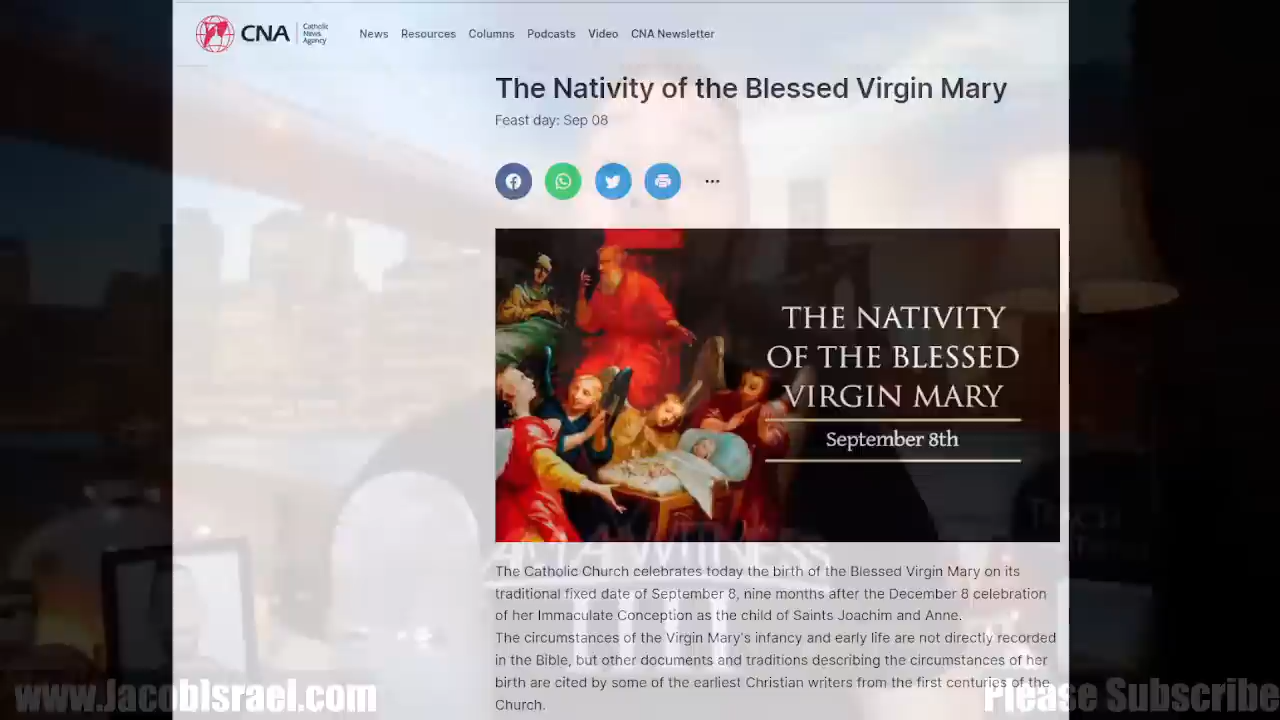 CNA
Catholic
News
Agency
News Resources Columns Podcasts Video CNA Newsletter
The Nativity of the Blessed Virgin Mary
Feast day: Sep 08
THE NATIVITY
OF THE BLESSED
VIRGIN MARY
September 8th
The Catholic Church celebrates today the birth of the Blessed Virgin Mary on its
traditional fixed date of September 8, nine months after the December 8 celebration
of her Immaculate Conception as the child of Saints Joachim and Anne.
The circumstances of the Virgin Mary's infancy and early life are not directly recorded
in the Bible, but other documents and traditions describing the circumstances of her
birth are cited by some of the earliest Christian writers from the first centuries of the
Church.
WITNESS
www.JacobIsrael.com
Please Subscribe